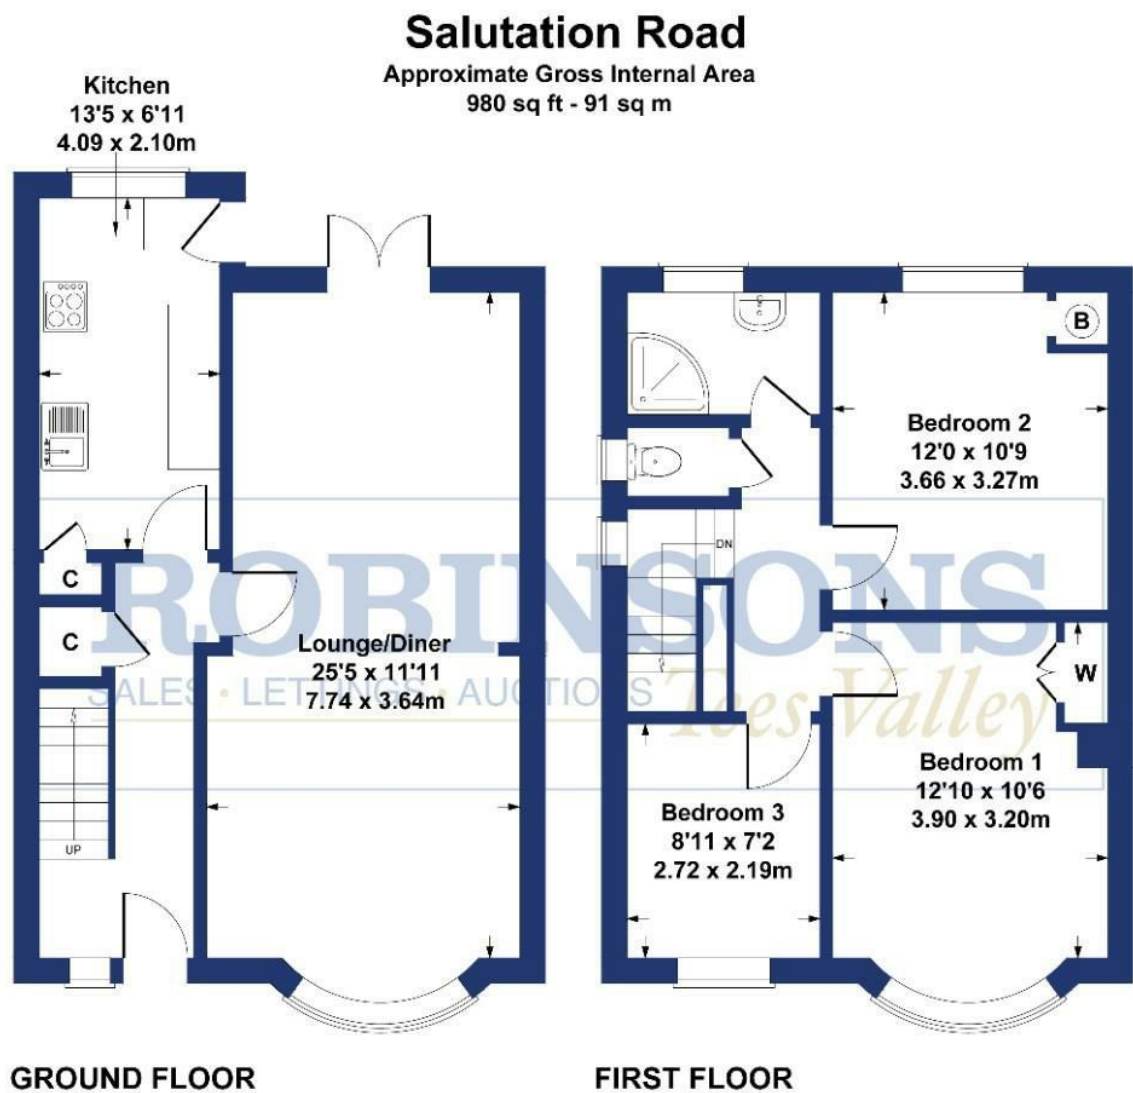 Salutation Road
Approximate Gross Internal Area
980 sq ft - 91 sq m
Kitchen
13'5 x 6'11
4.09 x 2.10m
B
Bedroom 2
12'0 x 10'9
3.66 x 3.27m
DN
C
C
ROBINSONS
SALES · LETTINGS · AUCTIONS
Tees Valley
Lounge/Diner
25'5 x 11'11
7.74 x 3.64m
W
Bedroom 1
12'10 x 10'6
3.90 x 3.20m
Bedroom 3
8'11 x 7'2
2.72 x 2.19m
UP
GROUND FLOOR
FIRST FLOOR